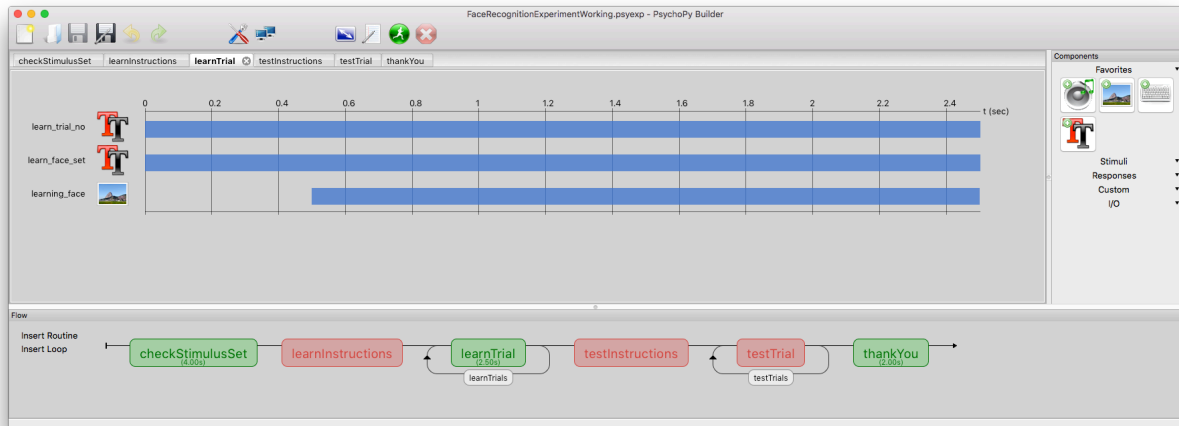 FaceRecognitionExperimentWorking.psyexp - PsychoPy Builder
checkStimulusSet learnInstructions learnTrial testInstructions testTrial thankYou
Components
Favorites
0 0.2 0.4 0.6 0.8 1 1.2 1.4 1.6 1.8 2 2.2 2.4
t (sec)
learn_trial_no
learn_face_set
learning_face
Stimuli
Responses
Custom
I/O
Flow
Insert Routine
Insert Loop
checkStimulusSet learnInstructions learnTrial testInstructions testTrial thankYou
(4.00s) (2.50s) (2.00s)
learnTrials testTrials